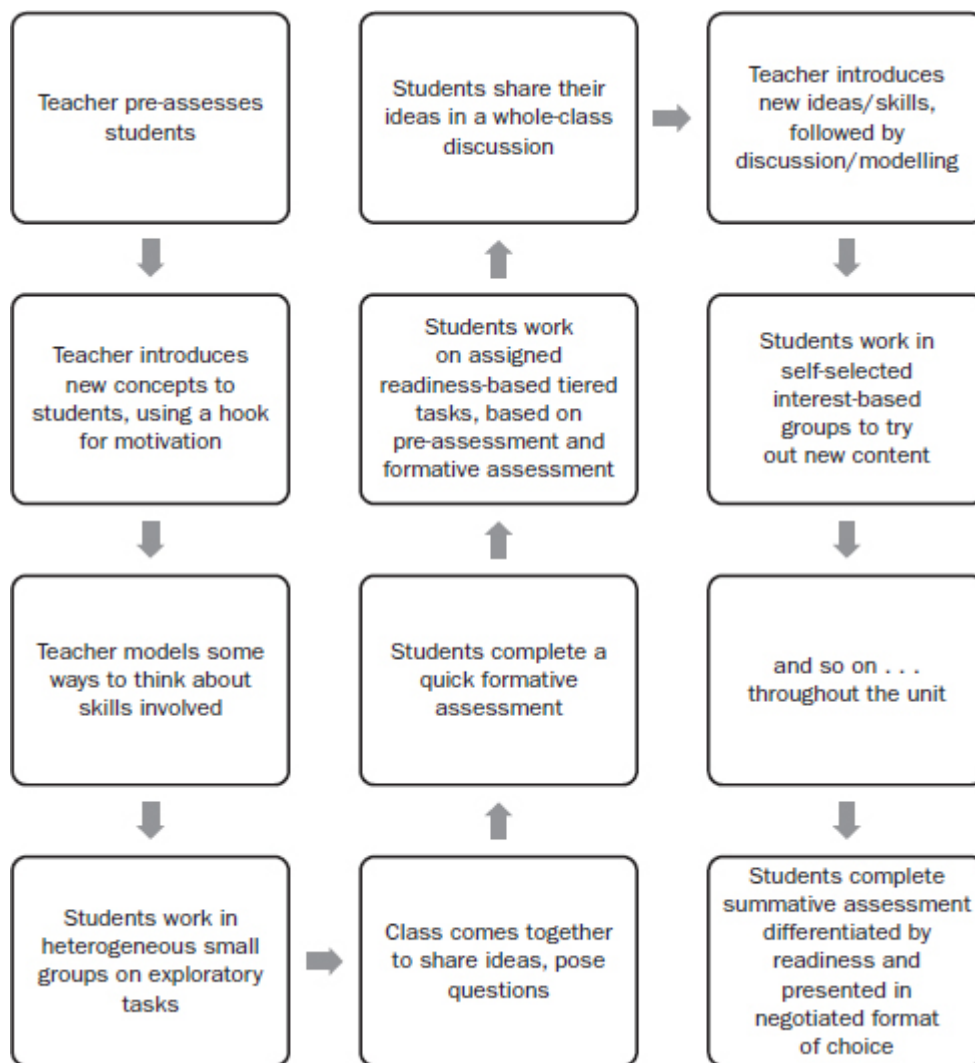 Teacher pre-assesses
students
Teacher introduces
new concepts to
students, using a hook
for motivation
Teacher models some
ways to think about
skills involved
Students work in
heterogeneous small
groups on exploratory
tasks
Class comes together
to share ideas, pose
questions
Students complete a
quick formative
assessment
Students work
on assigned
readiness-based tiered
tasks, based on
pre-assessment and
formative assessment
Students share their
ideas in a whole-class
discussion
Teacher introduces
new ideas/skills,
followed by
discussion/modelling
Students work in
self-selected
interest-based
groups to try
out new content
and so on . . .
throughout the unit
Students complete
summative assessment
differentiated by
readiness and
presented in
negotiated format
of choice